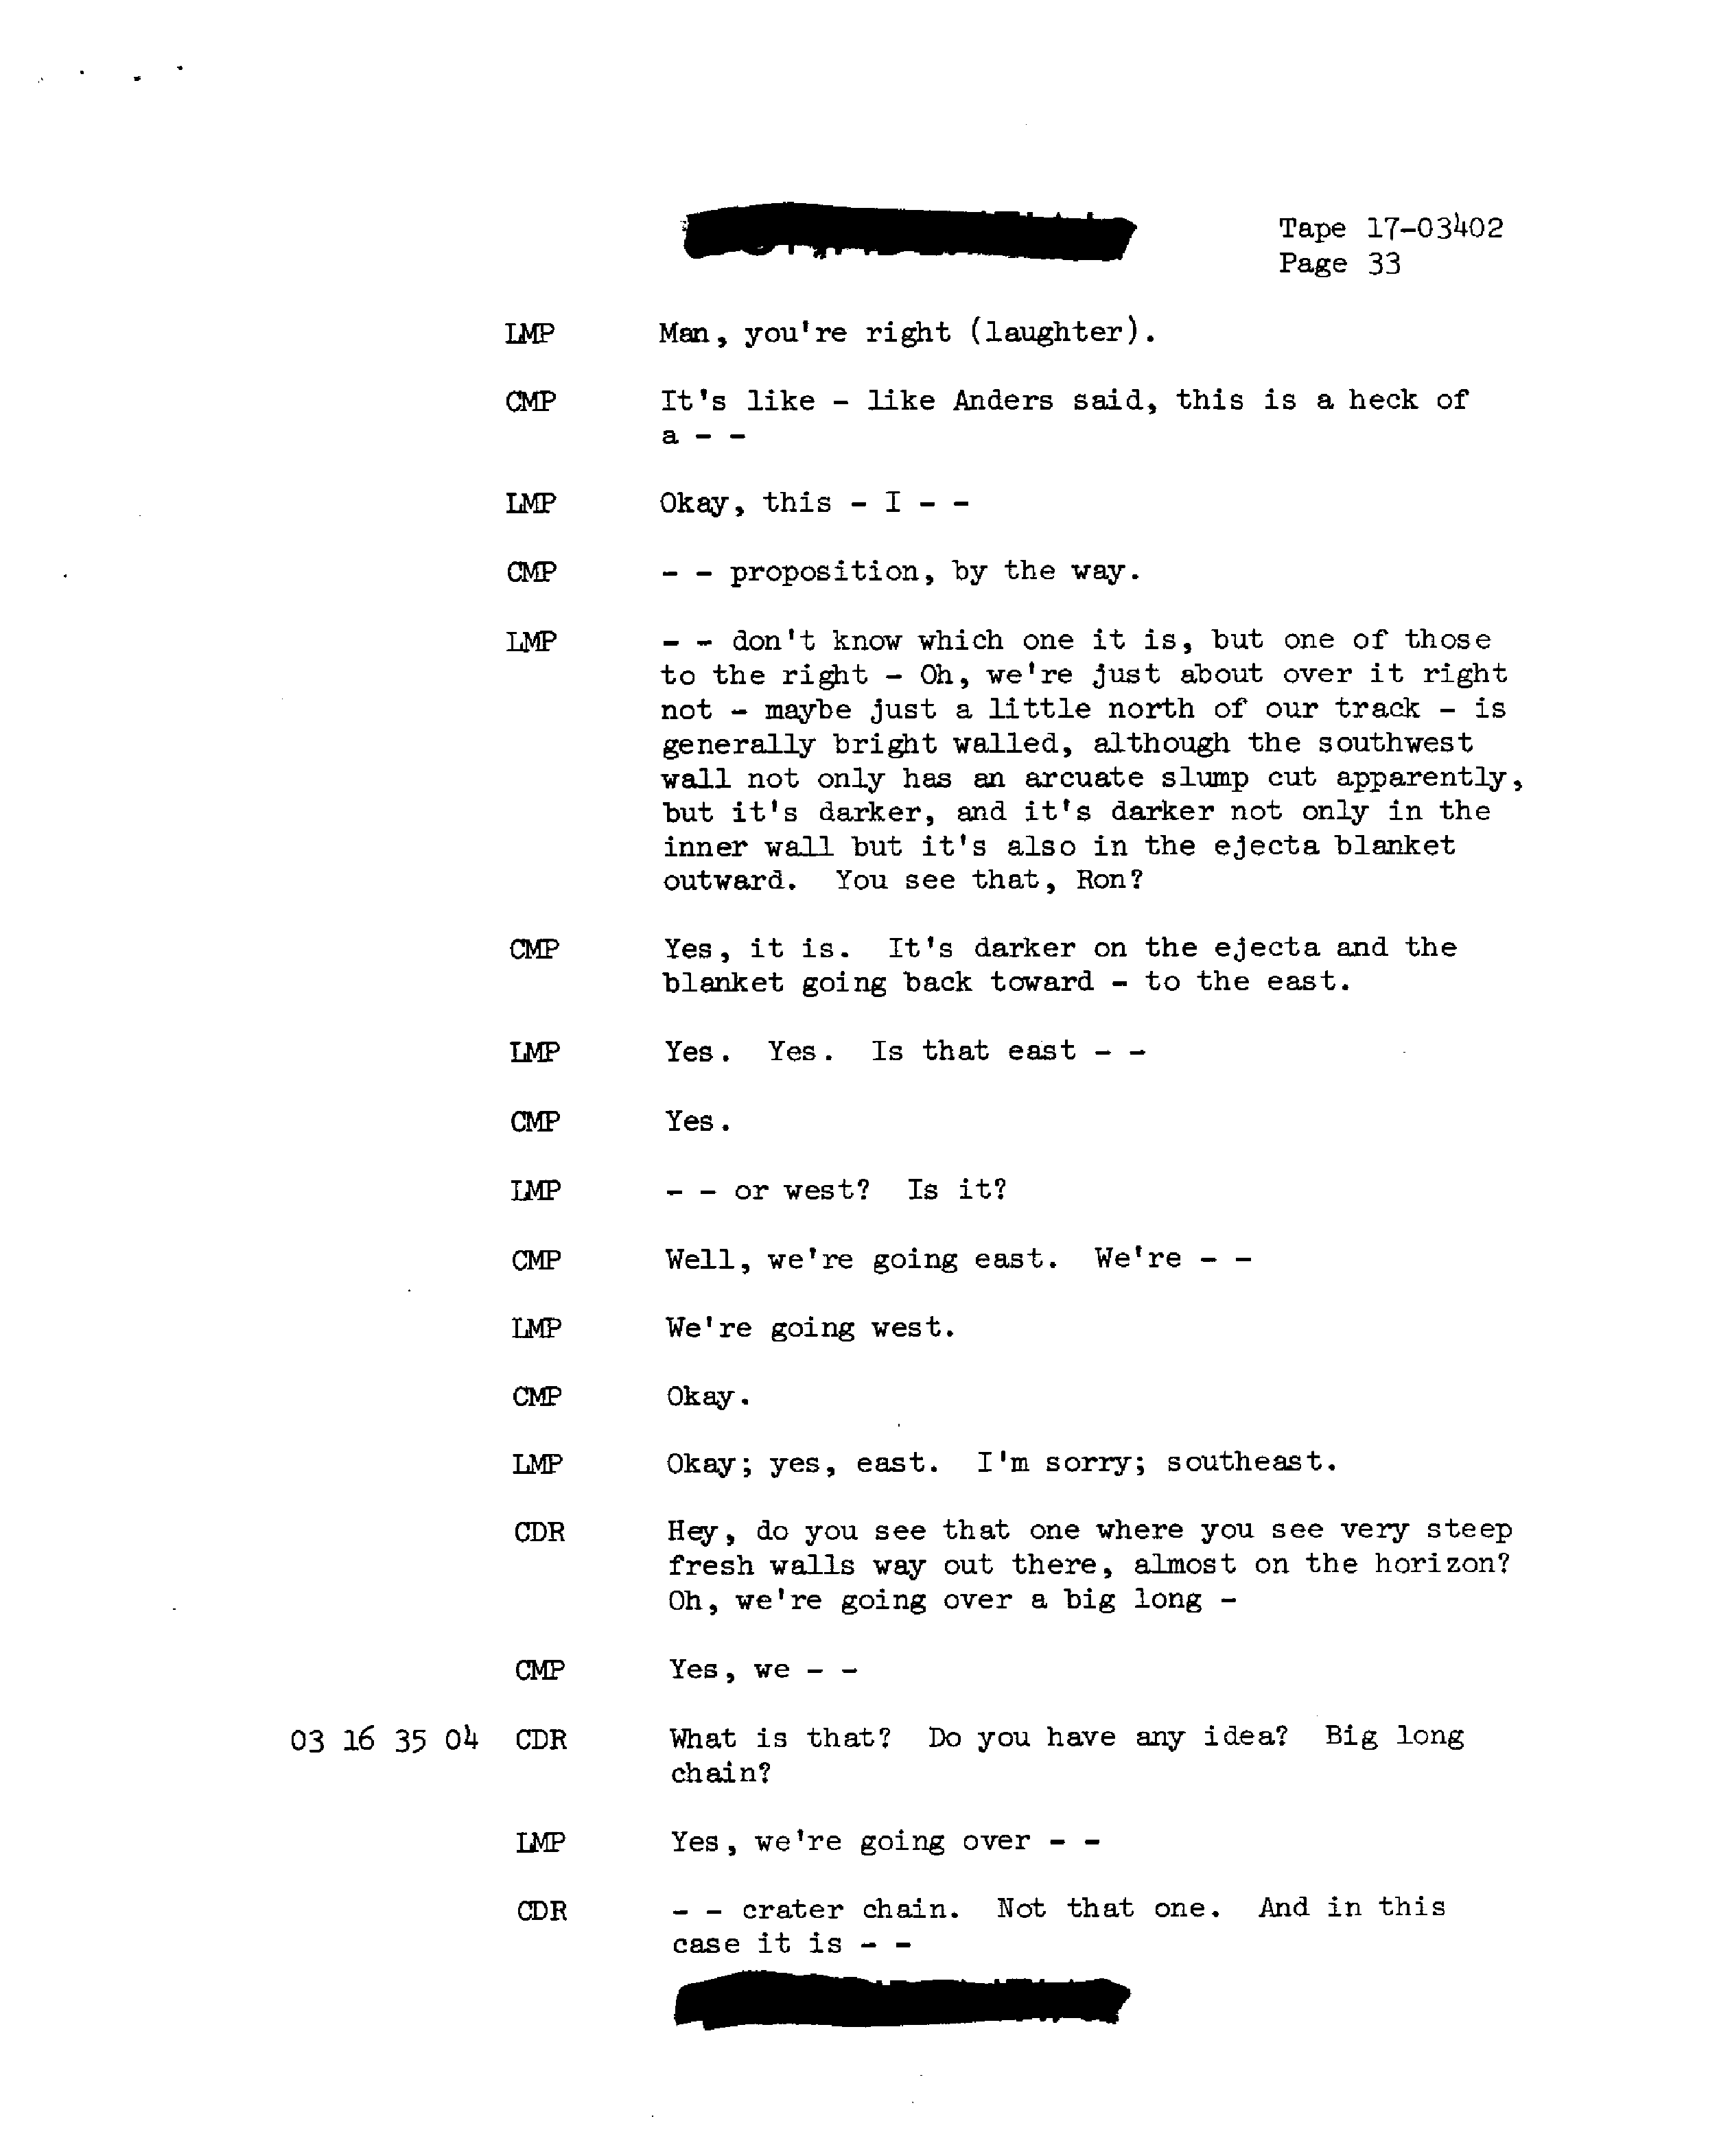 Tape 17-03402
Page 33
LMP Man, you're right (laughter).
CMP It's like - like Anders said, this is a heck of
a - -
LMP Okay, this - I - -
CMP - - proposition, by the way.
LMP - - don't know which one it is, but one of those
to the right - Oh, we're just about over it right
not - maybe just a little north of our track - is
generally bright walled, although the southwest
wall not only has an arcuate slump cut apparently,
but it's darker, and it's darker not only in the
inner wall but it's also in the ejecta blanket
outward. You see that, Ron?
CMP Yes, it is. It's darker on the ejecta and the
blanket going back toward - to the east.
LMP Yes. Yes. Is that east - -
CMP Yes.
LMP - - or west? Is it?
CMP Well, we're going east. We're - -
LMP We're going west.
CMP Okay.
LMP Okay; yes, east. I'm sorry; southeast.
CDR Hey, do you see that one where you see very steep
fresh walls way out there, almost on the horizon?
Oh, we're going over a big long -
CMP Yes, we - -
03 16 35 04 CDR What is that? Do you have any idea? Big long
chain?
LMP Yes, we're going over - -
CDR - - crater chain. Not that one. And in this
case it is - -